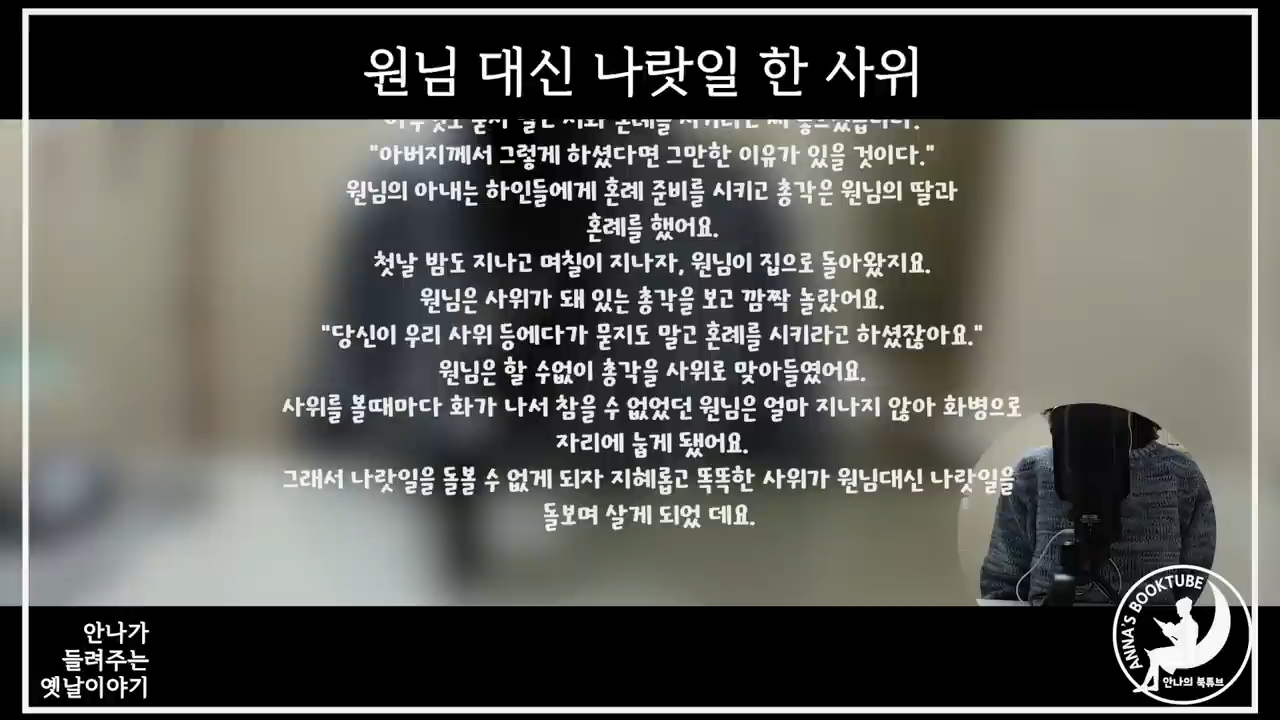 원님 대신 나랏일 한 사위
"아버지께서 그렇게 하셨다면 그만한 이유가 있을 것이다."
원님의 아내는 하인들에게 혼례 준비를 시키고 총각은 원님의 딸과
혼례를 했어요.
첫날 밤도 지나고 며칠이 지나자, 원님이 집으로 돌아왔지요.
원님은 사위가 돼 있는 총각을 보고 깜짝 놀랐어요.
"당신이 우리 사위 등에다가 묻지도 말고 혼례를 시키라고 하셨잖아요."
원님은 할 수없이 총각을 사위로 맞아들였어요.
사위를 볼때마다 화가 나서 참을 수 없었던 원님은 얼마 지나지 않아 화병으로
자리에 눕게 됐어요.
그래서 나랏일을 돌볼 수 없게 되자 지혜롭고 똑똑한 사위가 원님대신 나랏일을
돌보며 살게 되었 데요.
안나가
들려주는
옛날이야기
ANNA'S BOOKTUBE
안나의 북튜브